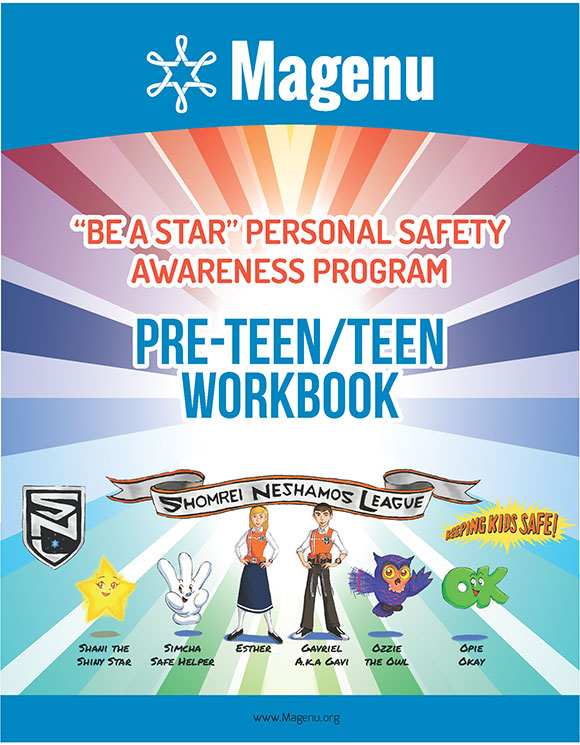 Magenu
“BE A STAR” PERSONAL SAFETY
AWARENESS PROGRAM
PRE-TEEN/TEEN
WORKBOOK
SHOMREI NESHAMOS LEAGUE
SN
KEEPING KIDS SAFE!
OK
SHANI THE
SHINY STAR
SIMCHA
SAFE HELPER
ESTHER
GAVRIEL
A.K.A GAVI
OZZIE
THE OWL
OPIE
OKAY
www.Magenu.org